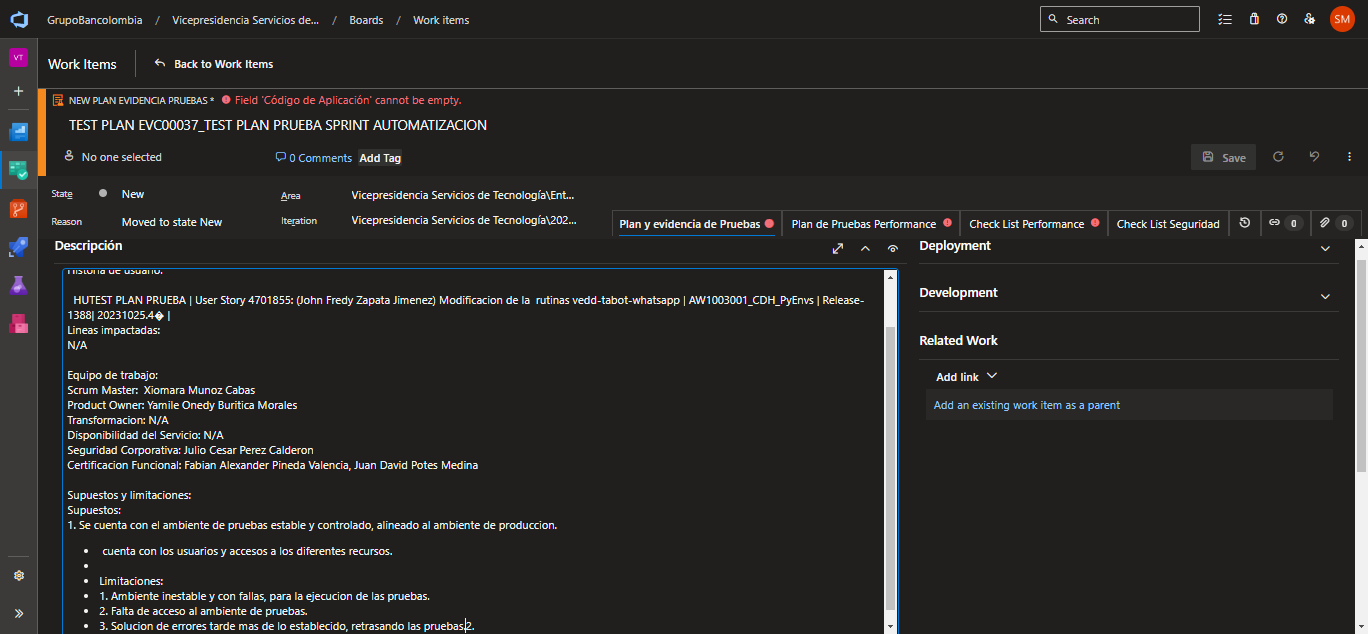 GrupoBancolombia / Vicepresidencia Servicios de... / Boards / Work items
Search
SM
VT
Work Items
Back to Work Items
NEW PLAN EVIDENCIA PRUEBAS * Field 'Código de Aplicación' cannot be empty.
TEST PLAN EVC00037_TEST PLAN PRUEBA SPRINT AUTOMATIZACION
No one selected
0 Comments
Add Tag
Save
State
New
Area
Vicepresidencia Servicios de Tecnología\Ent...
Reason
Moved to state New
Iteration
Vicepresidencia Servicios de Tecnología\202...
Plan y evidencia de Pruebas
Plan de Pruebas Performance
Check List Performance
Check List Seguridad
0
0
Descripción
Historia de usuario:
HUTEST PLAN PRUEBA | User Story 4701855: (John Fredy Zapata Jimenez) Modificacion de la rutinas vedd-tabot-whatsapp | AW1003001_CDH_PyEnvs | Release-
1388| 20231025.4� |
Lineas impactadas:
N/A
Equipo de trabajo:
Scrum Master: Xiomara Munoz Cabas
Product Owner: Yamile Onedy Buritica Morales
Transformacion: N/A
Disponibilidad del Servicio: N/A
Seguridad Corporativa: Julio Cesar Perez Calderon
Certificacion Funcional: Fabian Alexander Pineda Valencia, Juan David Potes Medina
Supuestos y limitaciones:
Supuestos:
1. Se cuenta con el ambiente de pruebas estable y controlado, alineado al ambiente de produccion.
• cuenta con los usuarios y accesos a los diferentes recursos.
•
• Limitaciones:
• 1. Ambiente inestable y con fallas, para la ejecucion de las pruebas.
• 2. Falta de acceso al ambiente de pruebas.
• 3. Solucion de errores tarde mas de lo establecido, retrasando las pruebas.2.
Deployment
Development
Related Work
Add link
Add an existing work item as a parent